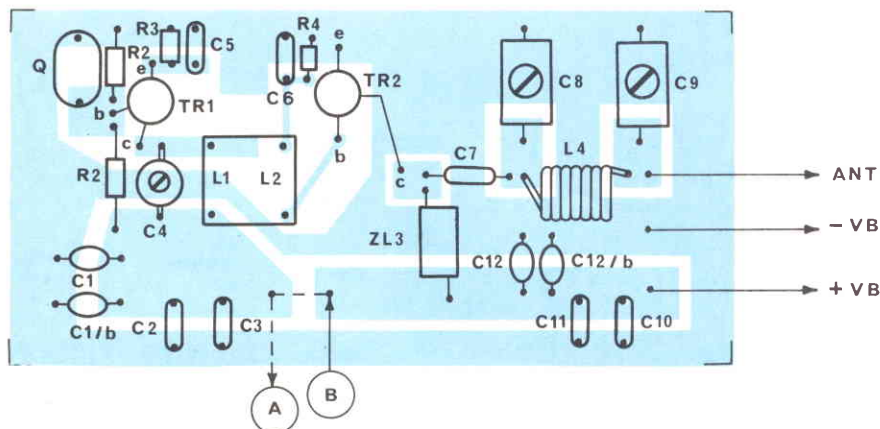 R4
R3
R2
C5
C8
C9
Q
e
e
TR2
C6
TR1
b
c
b
L4
C7
R2
L1
L2
c
ANT
C4
- VB
ZL3
C12
C12/b
C1
+ VB
C1/b
C2
C3
C11
C10
A
B